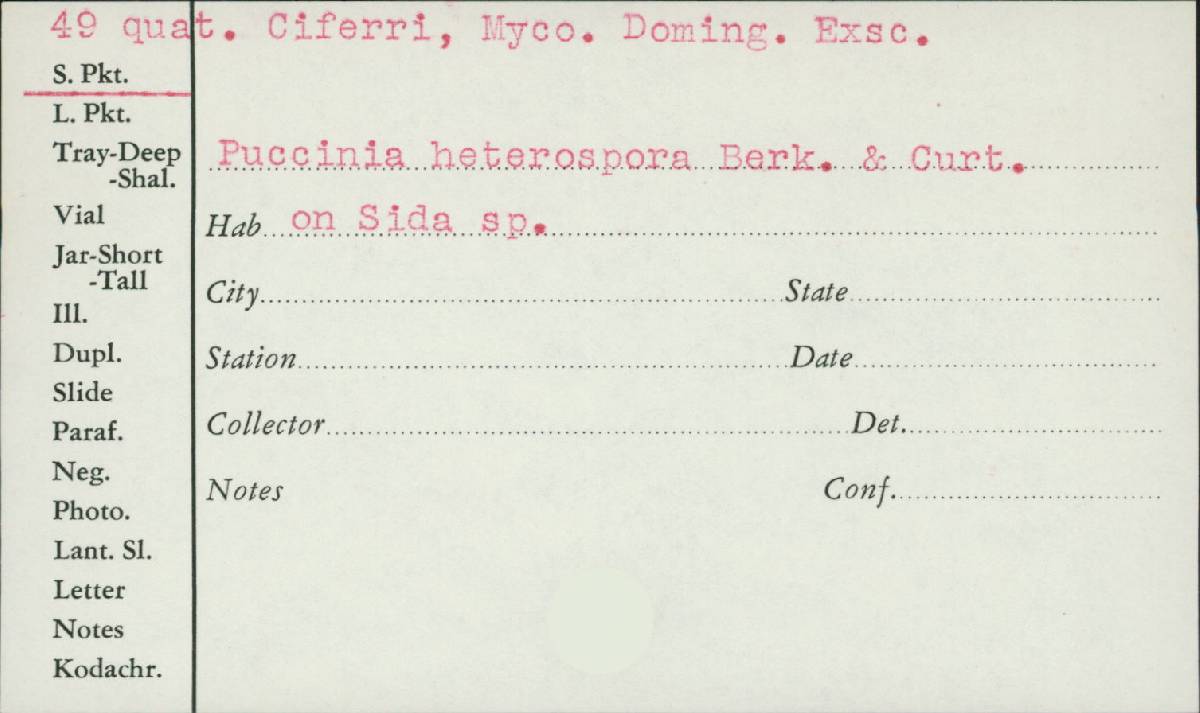 49 quat. Ciferri, Myco. Doming. Exsc.
S. Pkt.
L. Pkt.
Tray-Deep
-Shal.
Puccinia heterospora Berk. & Curt.
Vial
Hab on Sida sp.
Jar-Short
-Tall
City State
Ill.
Dupl.
Station Date
Slide
Paraf.
Collector Det.
Neg.
Notes Conf.
Photo.
Lant. Sl.
Letter
Notes
Kodachr.